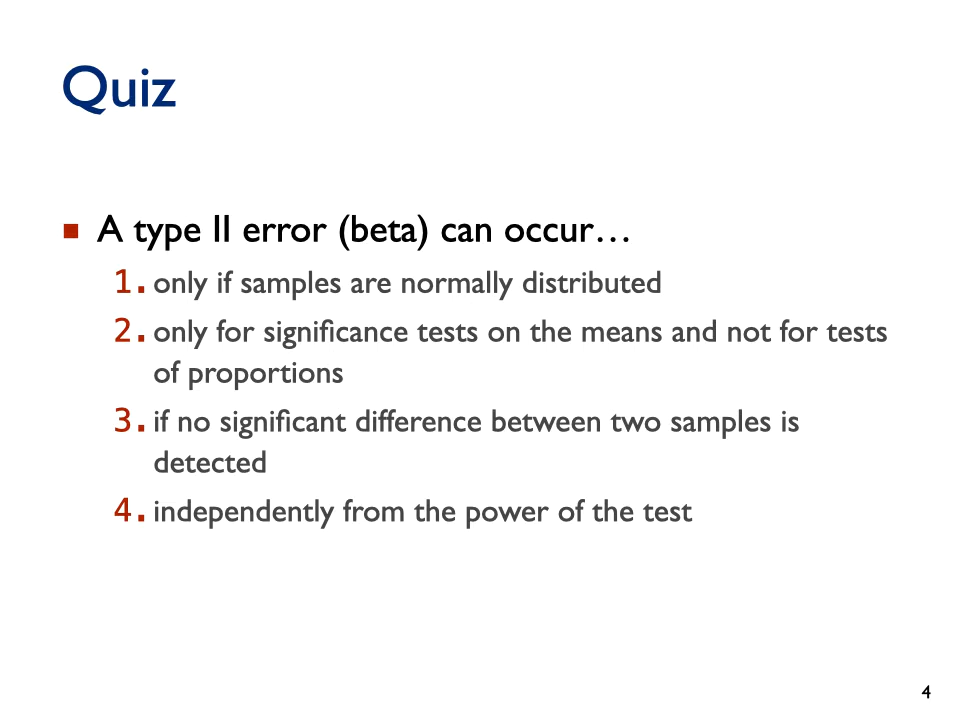 Quiz
■ A type II error (beta) can occur…
1. only if samples are normally distributed
2. only for significance tests on the means and not for tests
of proportions
3. if no significant difference between two samples is
detected
4. independently from the power of the test
4